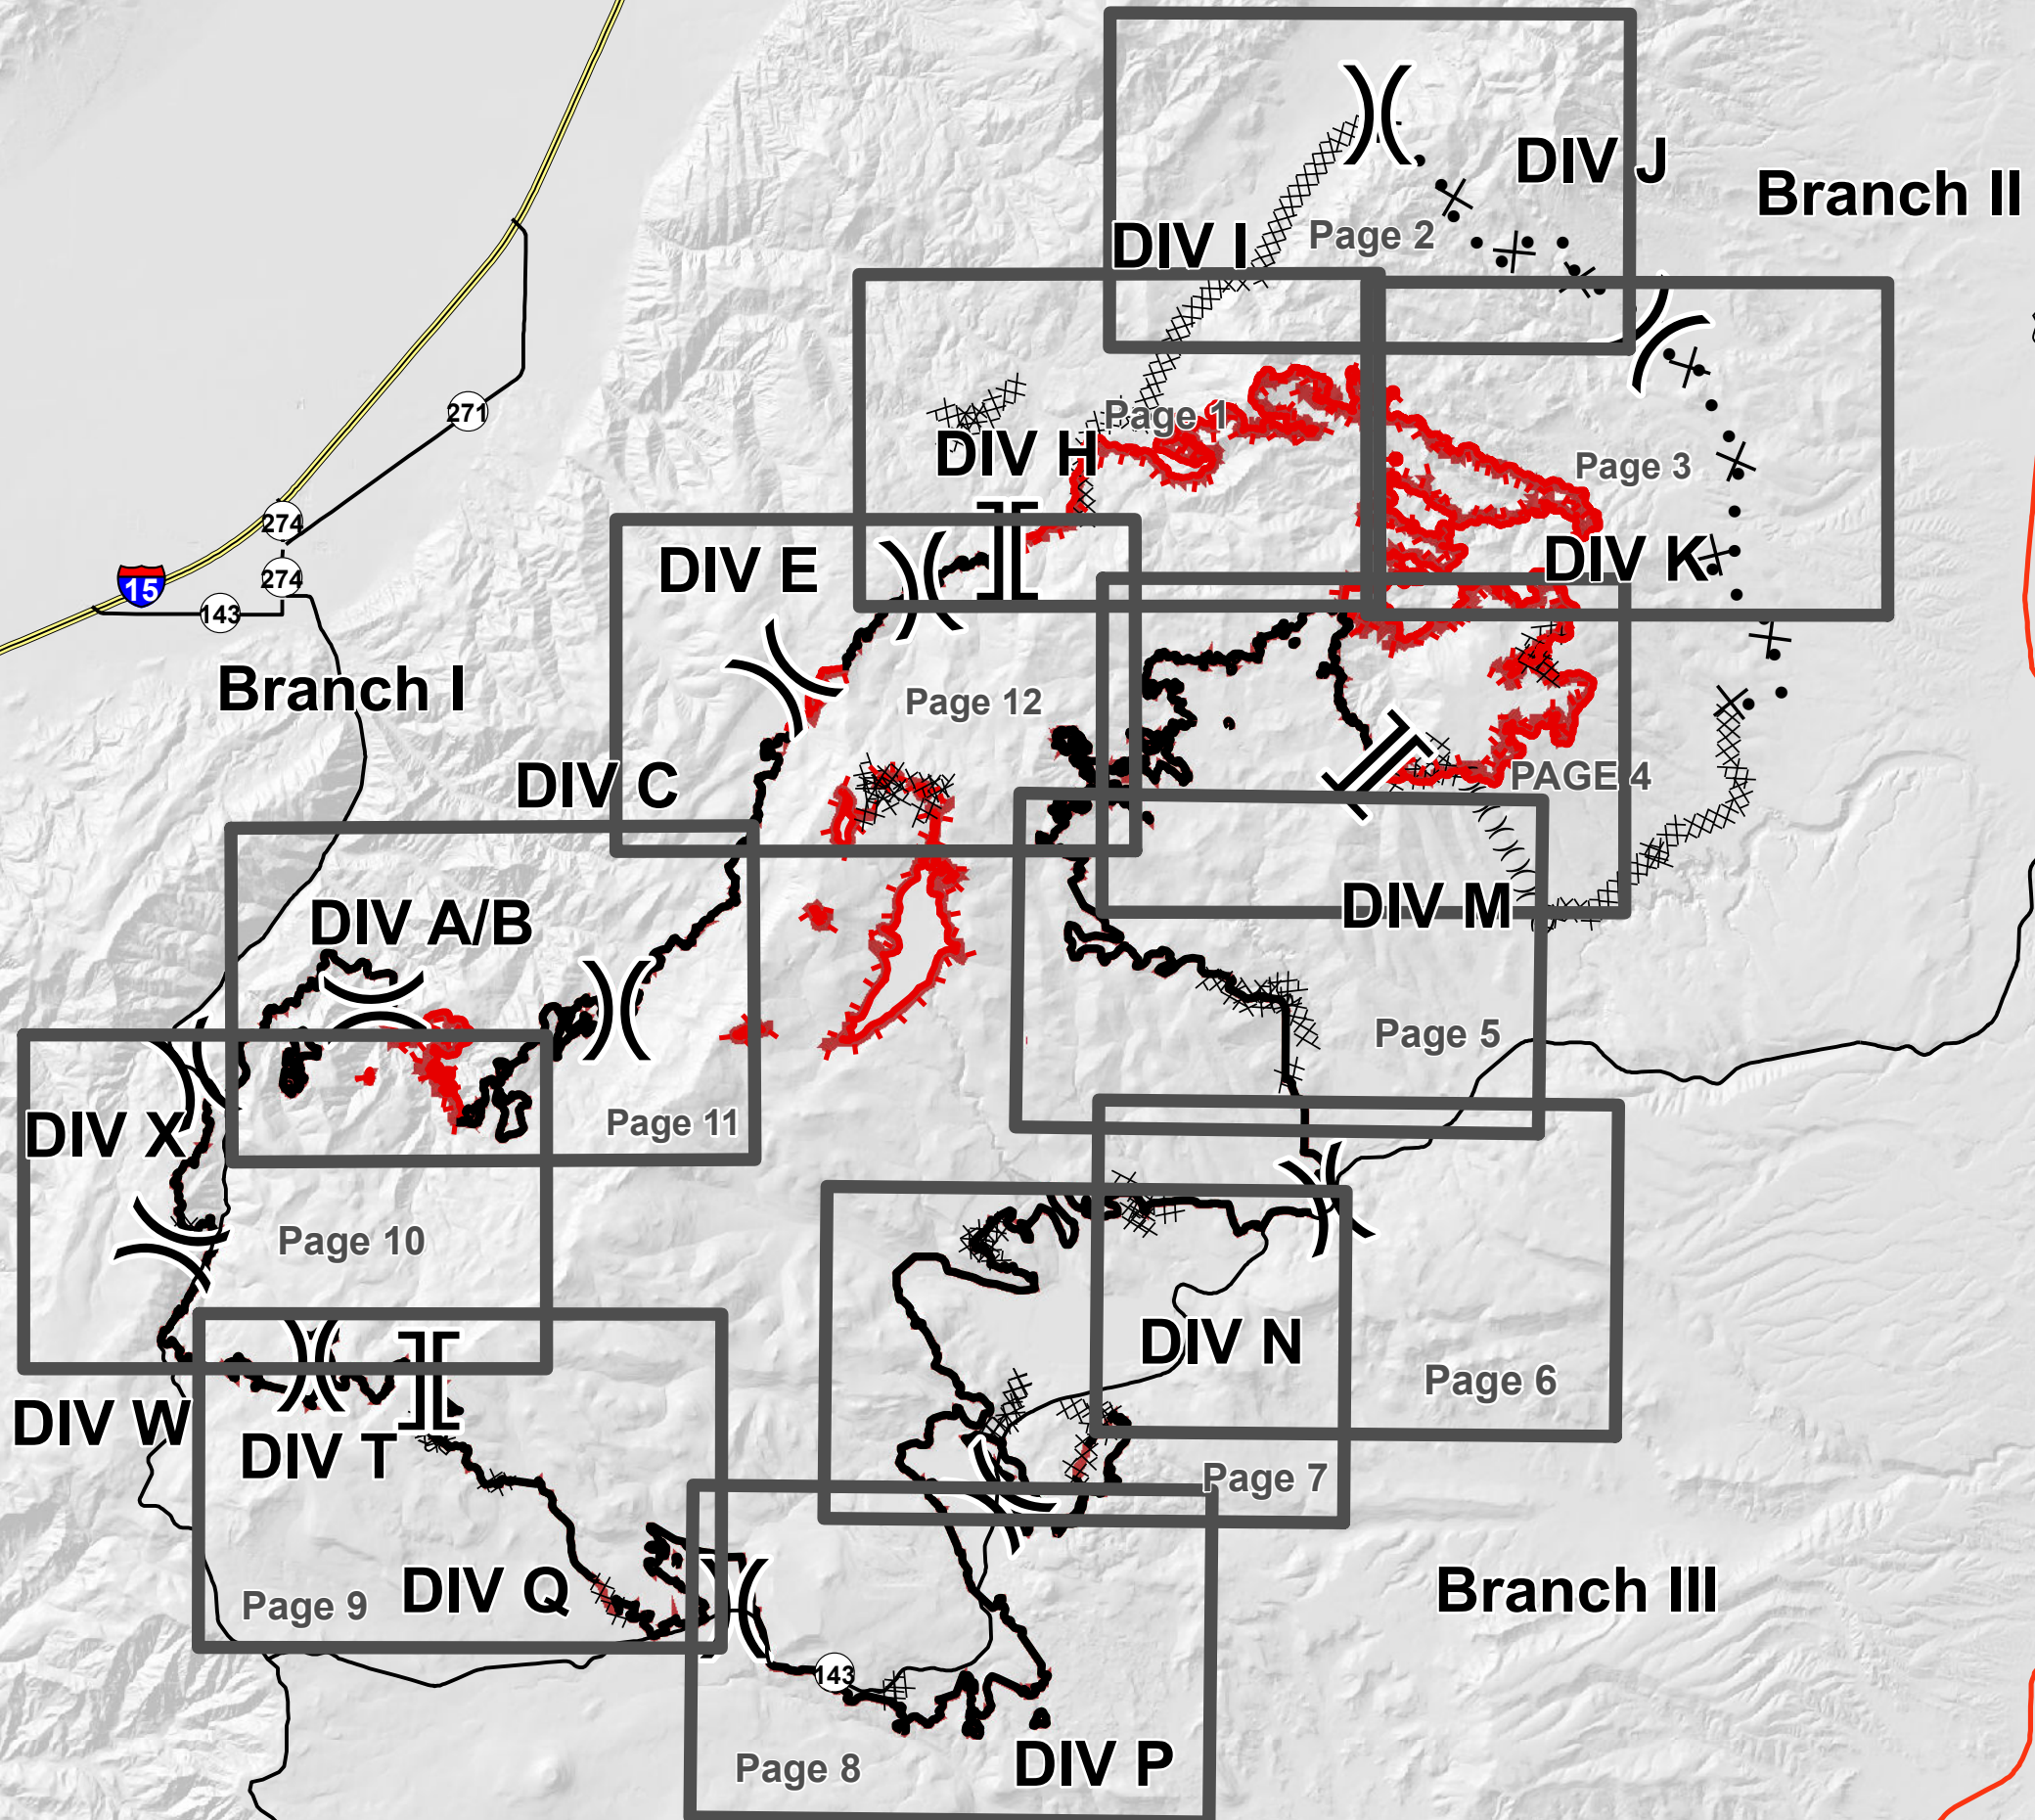 DIV J
Branch II
Page 2
DIV I
271
Page 1
DIV H
Page 3
274
DIV E
DIV K
274
15
143
Branch I
Page 12
PAGE 4
DIV C
DIV M
DIV A/B
Page 5
Page 11
DIV X
Page 10
DIV N
Page 6
DIV W
DIV T
Page 7
DIV Q
Branch III
Page 9
143
Page 8
DIV P